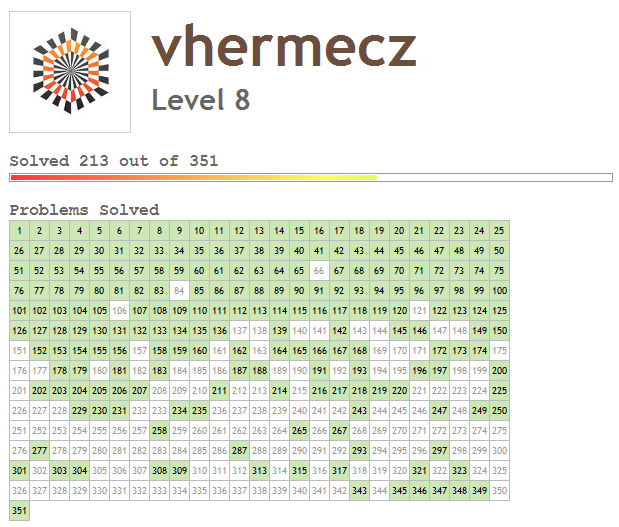 vhermecz
Level 8
Solved 213 out of 351
Problems Solved
1 2 3 4 5 6 7 8 9 10 11 12 13 14 15 16 17 18 19 20 21 22 23 24 25
26 27 28 29 30 31 32 33 34 35 36 37 38 39 40 41 42 43 44 45 46 47 48 49 50
51 52 53 54 55 56 57 58 59 60 61 62 63 64 65 66 67 68 69 70 71 72 73 74 75
76 77 78 79 80 81 82 83 84 85 86 87 88 89 90 91 92 93 94 95 96 97 98 99 100
101 102 103 104 105 106 107 108 109 110 111 112 113 114 115 116 117 118 119 120 121 122 123 124 125
126 127 128 129 130 131 132 133 134 135 136 137 138 139 140 141 142 143 144 145 146 147 148 149 150
151 152 153 154 155 156 157 158 159 160 161 162 163 164 165 166 167 168 169 170 171 172 173 174 175
176 177 178 179 180 181 182 183 184 185 186 187 188 189 190 191 192 193 194 195 196 197 198 199 200
201 202 203 204 205 206 207 208 209 210 211 212 213 214 215 216 217 218 219 220 221 222 223 224 225
226 227 228 229 230 231 232 233 234 235 236 237 238 239 240 241 242 243 244 245 246 247 248 249 250
251 252 253 254 255 256 257 258 259 260 261 262 263 264 265 266 267 268 269 270 271 272 273 274 275
276 277 278 279 280 281 282 283 284 285 286 287 288 289 290 291 292 293 294 295 296 297 298 299 300
301 302 303 304 305 306 307 308 309 310 311 312 313 314 315 316 317 318 319 320 321 322 323 324 325
326 327 328 329 330 331 332 333 334 335 336 337 338 339 340 341 342 343 344 345 346 347 348 349 350
351